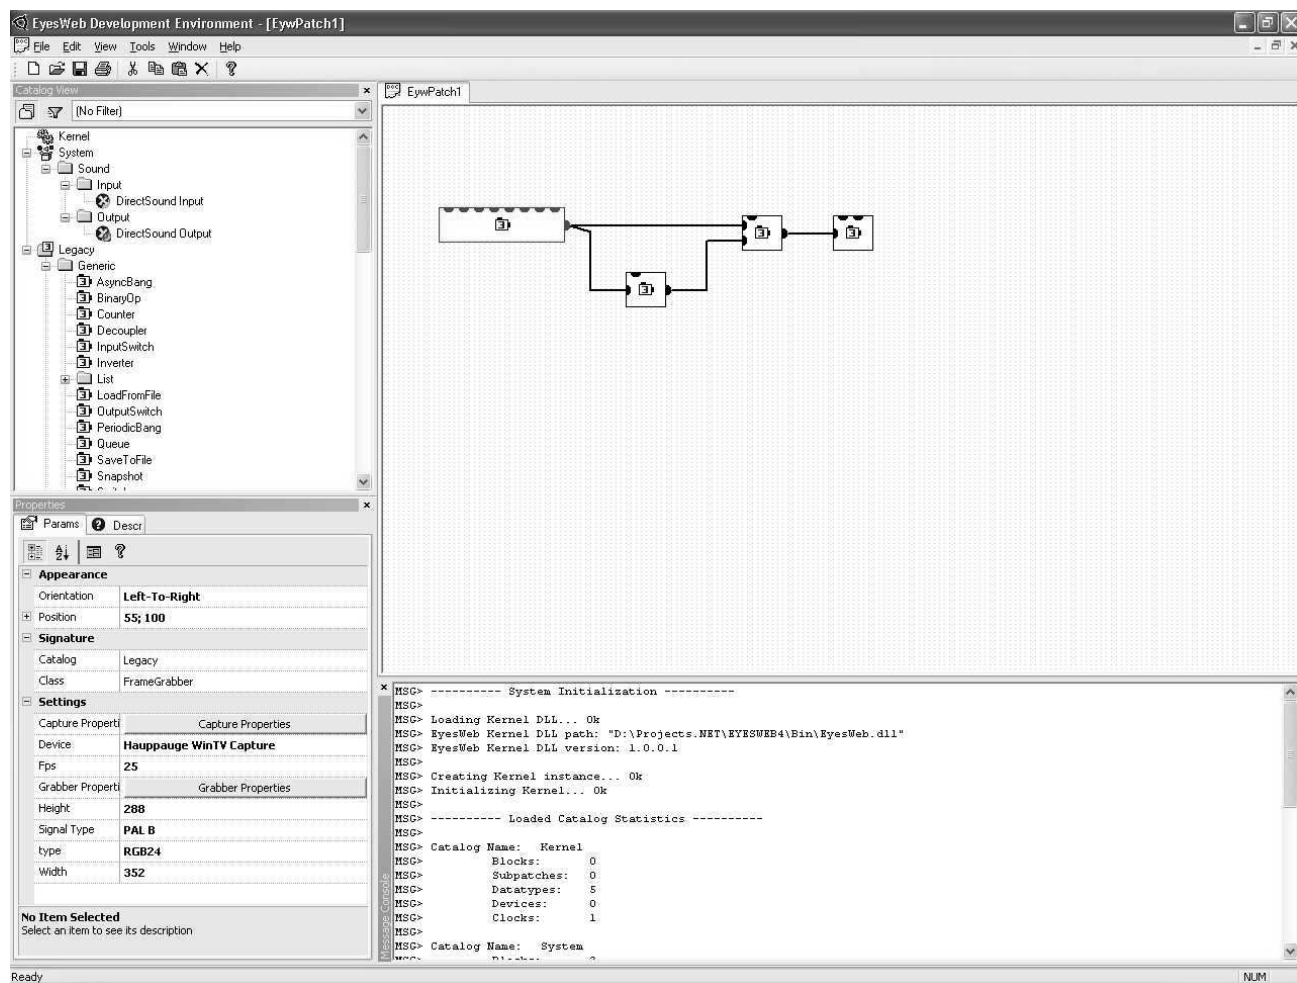 EyesWeb Development Environment - [EywPatch1]
File Edit View Tools Window Help
Catalog View
(No Filter)
Kernel
System
Sound
Input
DirectSound Input
Output
DirectSound Output
Legacy
Generic
AsyncBang
BinaryOp
Counter
Decoupler
InputSwitch
Inverter
List
LoadFromFile
OutputSwitch
PeriodicBang
Queue
SaveToFile
Snapshot
Properties
Params Descr
Appearance
Orientation Left-To-Right
Position 55; 100
Signature
Catalog Legacy
Class FrameGrabber
Settings
Capture Properti Capture Properties
Device Hauppauge WinTV Capture
Fps 25
Grabber Properti Grabber Properties
Height 288
Signal Type PAL B
type RGB24
Width 352
No Item Selected
Select an item to see its description
EywPatch1
Message Console
MSG> ---------- System Initialization ----------
MSG>
MSG> Loading Kernel DLL... Ok
MSG> EyesWeb Kernel DLL path: "D:\Projects.NET\EYESWEB4\Bin\EyesWeb.dll"
MSG> EyesWeb Kernel DLL version: 1.0.0.1
MSG>
MSG> Creating Kernel instance... Ok
MSG> Initializing Kernel... Ok
MSG>
MSG> ---------- Loaded Catalog Statistics ----------
MSG>
MSG> Catalog Name: Kernel
MSG> Blocks: 0
MSG> Subpatches: 0
MSG> Datatypes: 5
MSG> Devices: 0
MSG> Clocks: 1
MSG>
MSG> Catalog Name: System
Ready NUM